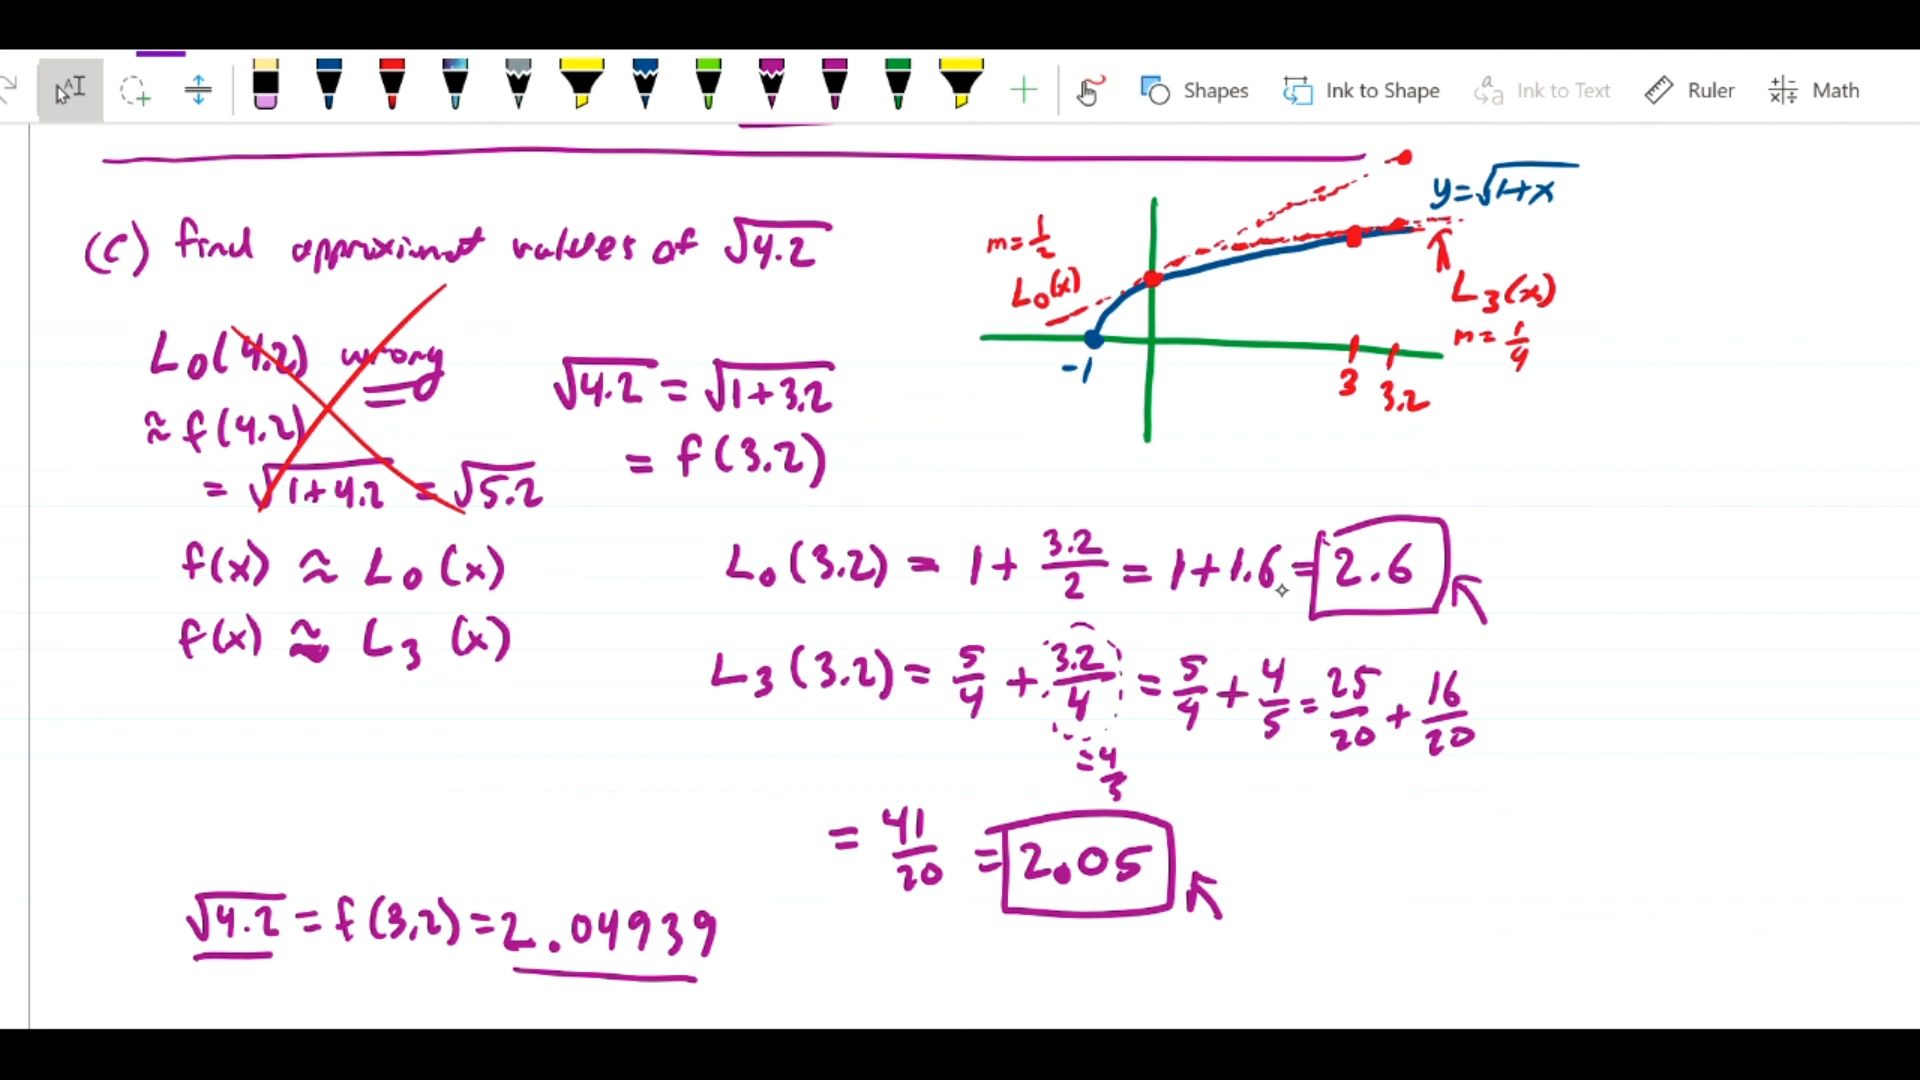 Shapes Ink to Shape Ink to Text Ruler Math
(c) find approximat values of √4.2
L₀(4.2) wrong
≈ f(4.2)
= √1+4.2 = √5.2
f(x) ≈ L₀(x)
f(x) ≈ L₃(x)
√4.2 = √1+3.2
= f(3.2)
y=√1+x
m=1/2
L₀(x)
L₃(x)
m=1/4
-1
3 3.2
L₀(3.2) = 1+ 3.2/2 = 1+1.6 = 2.6
L₃(3.2) = 5/4 + 3.2/4 = 5/4 + 4/5 = 25/20 + 16/20
= 4/5
= 41/20 = 2.05
√4.2 = f(3.2) = 2.04939